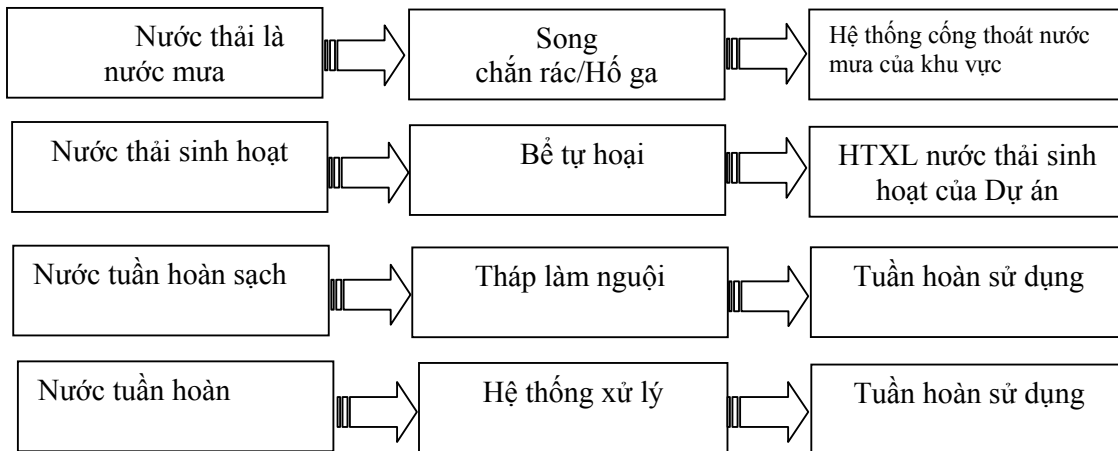 Nước thải là
nước mưa
Song
chắn rác/Hố ga
Hệ thống cống thoát nước
mưa của khu vực
Nước thải sinh hoạt
Bể tự hoại
HTXL nước thải sinh
hoạt của Dự án
Nước tuần hoàn sạch
Tháp làm nguội
Tuần hoàn sử dụng
Nước tuần hoàn
Hệ thống xử lý
Tuần hoàn sử dụng